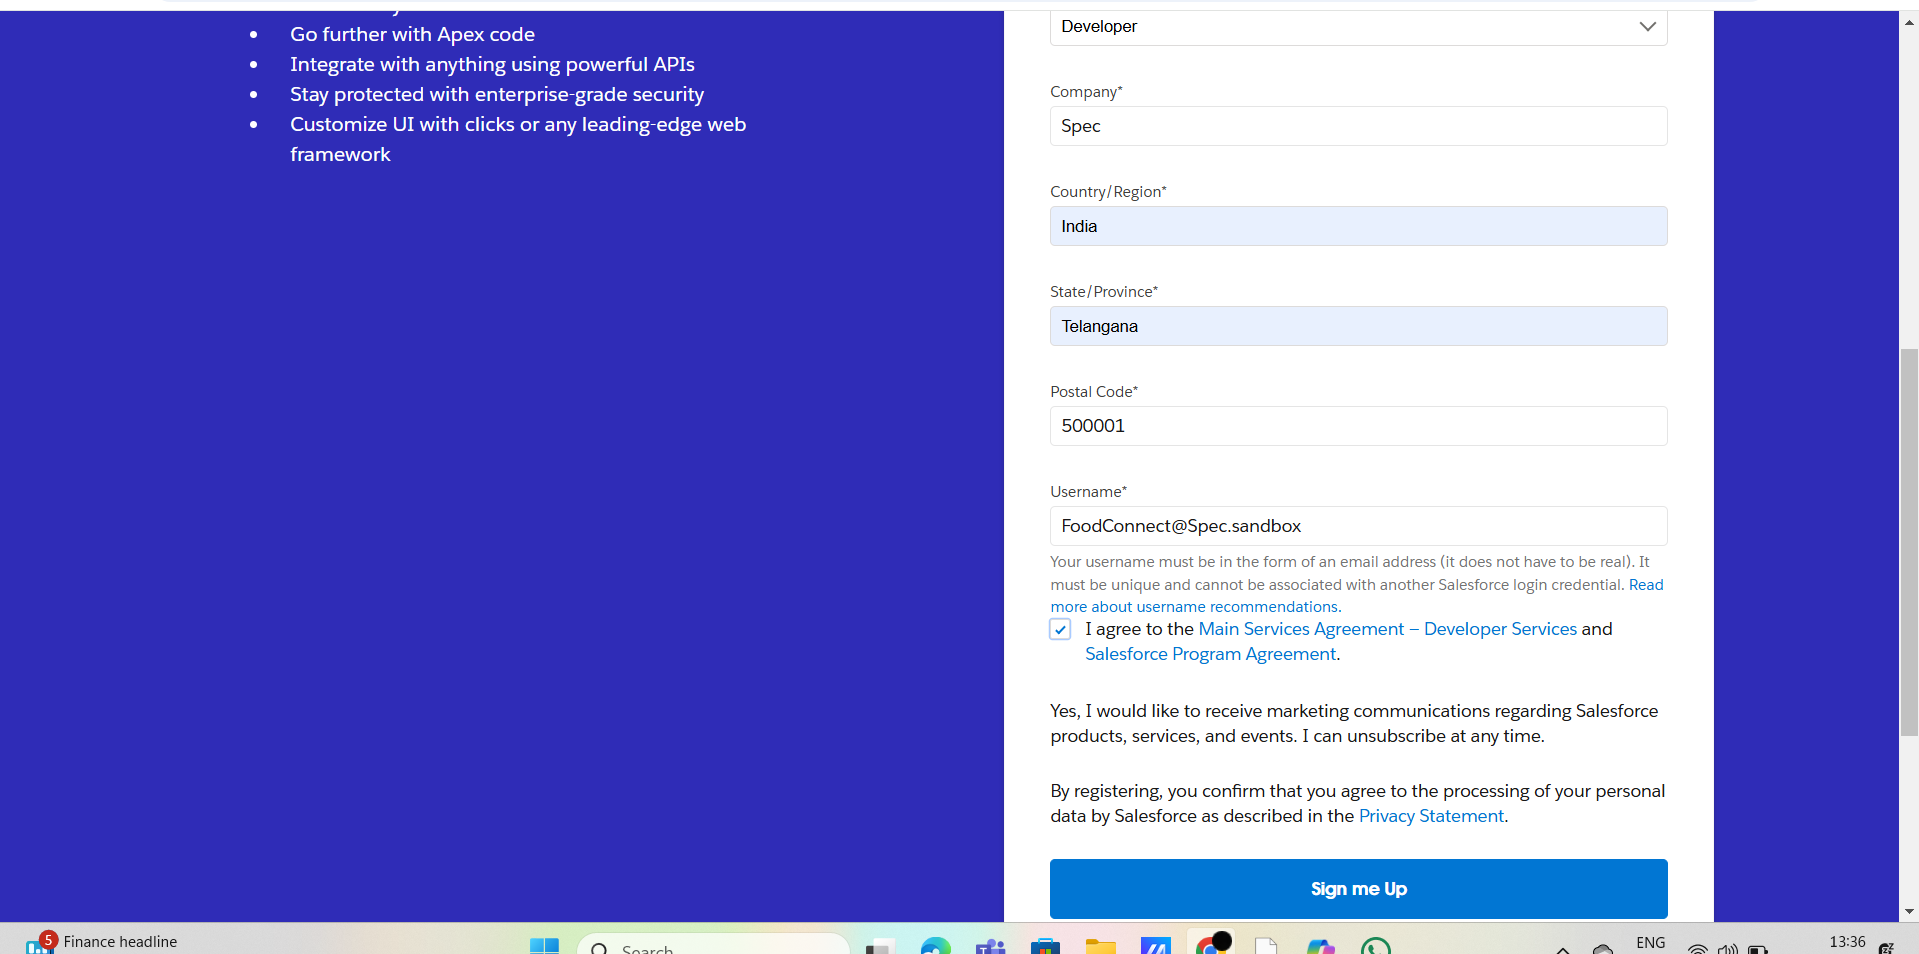 Go further with Apex code
Integrate with anything using powerful APIs
Stay protected with enterprise-grade security
Customize UI with clicks or any leading-edge web
framework
Developer
Company*
Spec
Country/Region*
India
State/Province*
Telangana
Postal Code*
500001
Username*
FoodConnect@Spec.sandbox
Your username must be in the form of an email address (it does not have to be real). It
must be unique and cannot be associated with another Salesforce login credential. Read
more about username recommendations.
I agree to the Main Services Agreement – Developer Services and
Salesforce Program Agreement.
Yes, I would like to receive marketing communications regarding Salesforce
products, services, and events. I can unsubscribe at any time.
By registering, you confirm that you agree to the processing of your personal
data by Salesforce as described in the Privacy Statement.
Sign me Up
5
Finance headline
Search
ENG
13:36